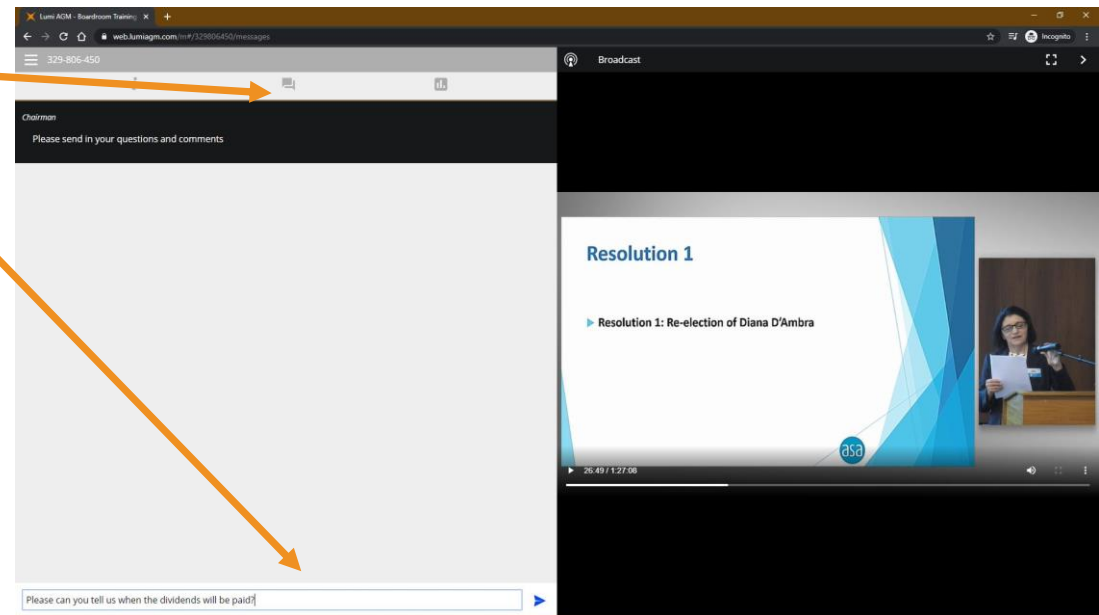 Lumi AGM - Boardroom Training
web.lumiagm.com/m#/329806450/messages
Incognito
329-806-450
Broadcast
Chairman
Please send in your questions and comments
Resolution 1
Resolution 1: Re-election of Diana D'Ambra
asa
26:49 / 1:27:06
Please can you tell us when the dividends will be paid?